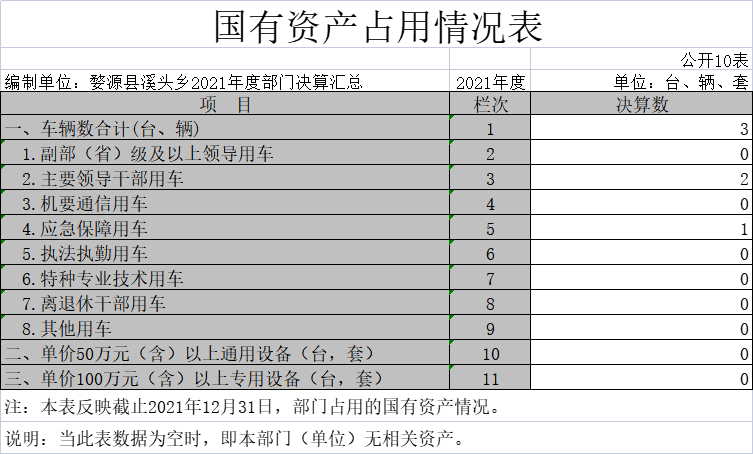 国有资产占用情况表
公开10表
编制单位：婺源县溪头乡2021年度部门决算汇总 2021年度 单位：台、辆、套
项 目 栏次 决算数
一、车辆数合计(台、辆) 1 3
1.副部（省）级及以上领导用车 2 0
2.主要领导干部用车 3 2
3.机要通信用车 4 0
4.应急保障用车 5 1
5.执法执勤用车 6 0
6.特种专业技术用车 7 0
7.离退休干部用车 8 0
8.其他用车 9 0
二、单价50万元（含）以上通用设备（台，套） 10 0
三、单价100万元（含）以上专用设备（台，套） 11 0
注：本表反映截止2021年12月31日，部门占用的国有资产情况。
说明：当此表数据为空时，即本部门（单位）无相关资产。